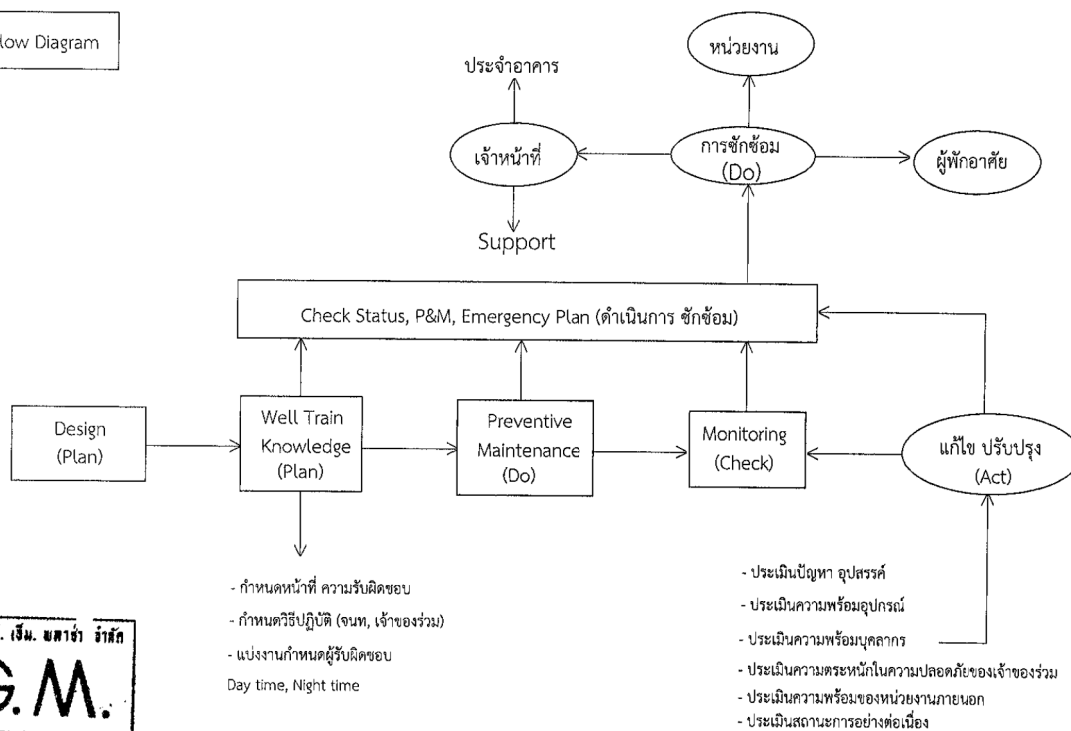 low Diagram
หน่วยงาน
ประจำอาคาร
เจ้าหน้าที่
การซักซ้อม
(Do)
ผู้พักอาศัย
Support
Check Status, P&M, Emergency Plan (ดำเนินการ ซักซ้อม)
Design
(Plan)
Well Train
Knowledge
(Plan)
Preventive
Maintenance
(Do)
Monitoring
(Check)
แก้ไข ปรับปรุง
(Act)
- กำหนดหน้าที่ ความรับผิดชอบ
- กำหนดวิธีปฏิบัติ (จนท, เจ้าของร่วม)
- แบ่งงานกำหนดผู้รับผิดชอบ
Day time, Night time
- ประเมินปัญหา อุปสรรค์
- ประเมินความพร้อมอุปกรณ์
- ประเมินความพร้อมบุคลากร
- ประเมินความตระหนักในความปลอดภัยของเจ้าของร่วม
- ประเมินความพร้อมของหน่วยงานภายนอก
- ประเมินสถานะการอย่างต่อเนื่อง
. เอ็ม. พลาซ่า จำกัด
G.M.